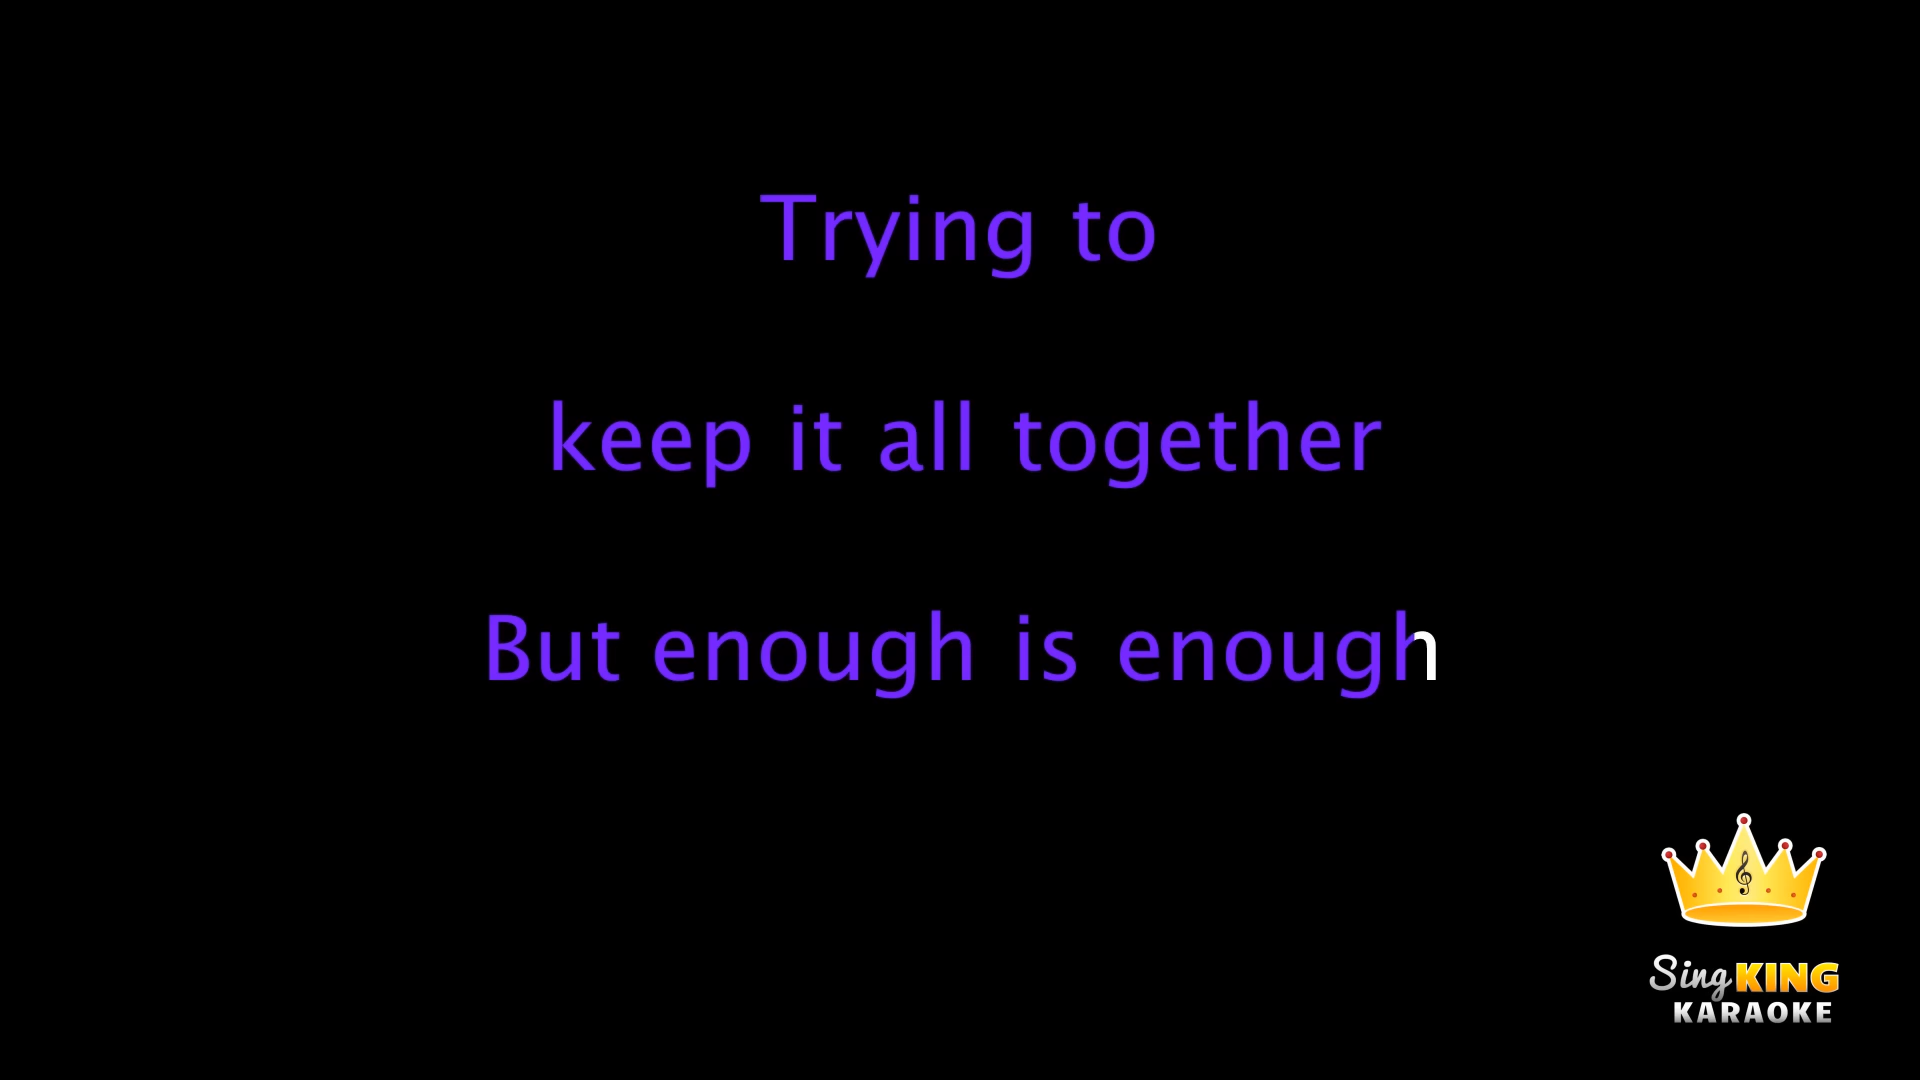 Trying to
keep it all together
But enough is enough
Sing KING
KARAOKE